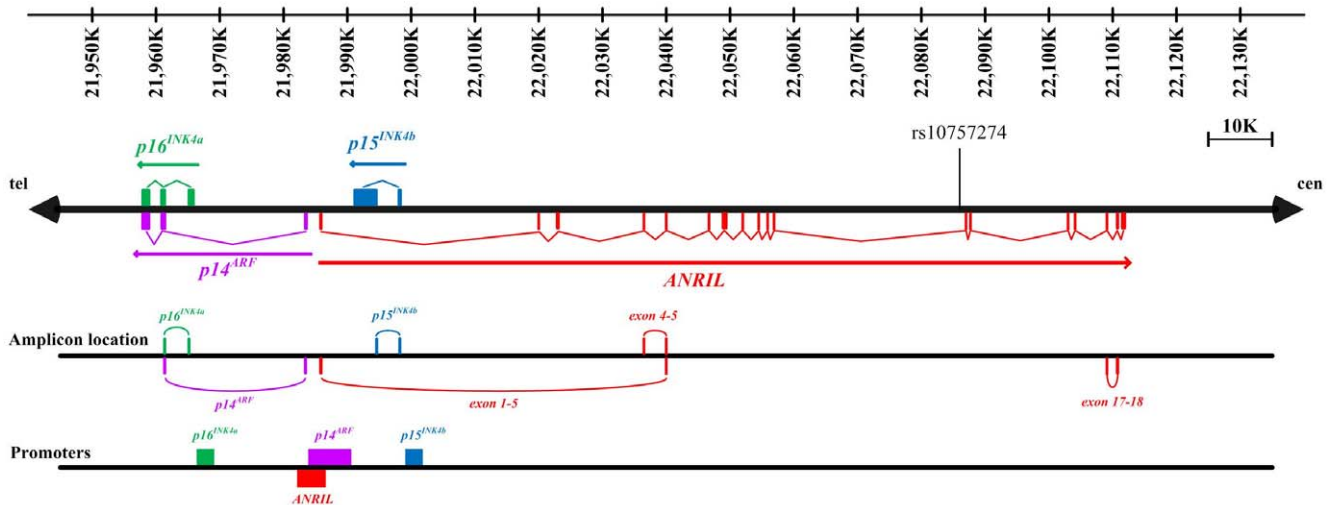 21,950K
21,960K
21,970K
21,980K
21,990K
22,000K
22,020K
22,030K
22,040K
22,050K
22,060K
22,070K
22,080K
22,090K
22,100K
22,110K
22,120K
22,130K
p16INK4a
p15INK4b
rs10757274
10K
tel
cen
p14ARF
ANRIL
p16INK4a
p15INK4b
exon 4-5
Amplicon location
p14ARF
exon 1-5
exon 17-18
p16INK4a
p14ARF
p15INK4b
Promoters
ANRIL